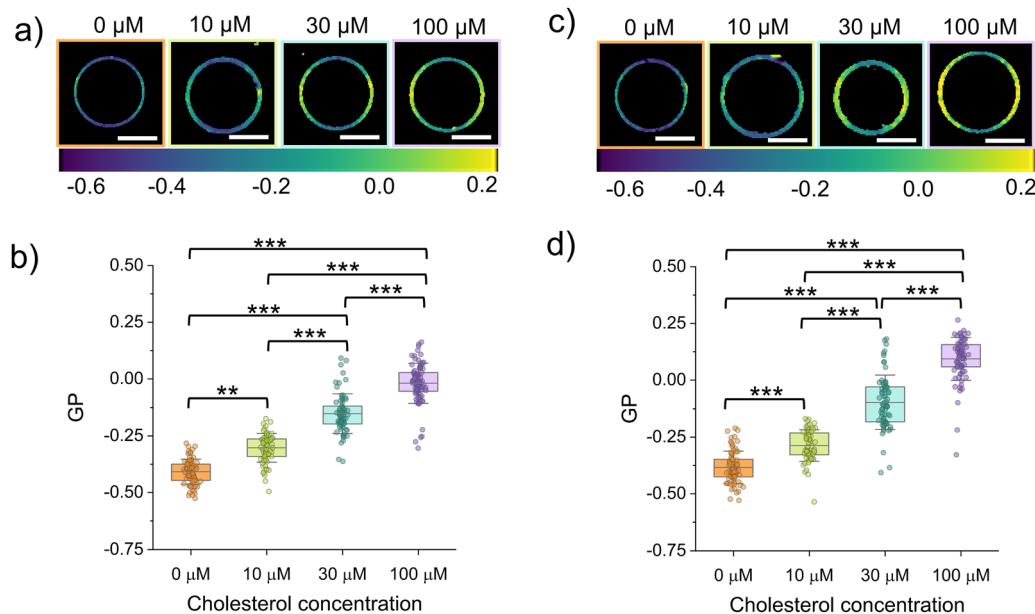 a)
0 µM 10 µM 30 µM 100 µM
-0.6 -0.4 -0.2 0.0 0.2
b)
***
***
***
***
***
**
0.50
0.25
0.00
-0.25
-0.50
-0.75
GP
0 µM 10 µM 30 µM 100 µM
Cholesterol concentration
c)
0 µM 10 µM 30 µM 100 µM
-0.6 -0.4 -0.2 0.0 0.2
d)
***
***
*** ***
***
***
0.50
0.25
0.00
-0.25
-0.50
-0.75
GP
0 µM 10 µM 30 µM 100 µM
Cholesterol concentration